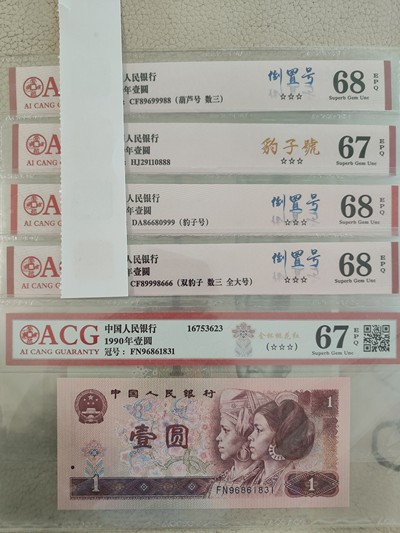 ACG
AI CANG GU
人民银行
年壹圆
CF89699988 (葫芦号 数三)
倒置号
☆☆☆
68
EPQ
Superb Gem Unc
AI CANG GU
人民银行
年壹圆
HJ29110888
豹子號
☆☆☆
67
EPQ
Superb Gem Unc
AI CANG GU
人民银行
年壹圆
DA86680999 (豹子号)
倒置号
☆☆☆
68
EPQ
Superb Gem Unc
AI CANG GU
人民银行
年壹圆
CF89998666 (双豹子 数三 全大号)
倒置号
☆☆☆
68
EPQ
Superb Gem Unc
ACG
AI CANG GUARANTY
中国人民银行 16753623
1990年壹圆
冠号: FN96861831
(☆☆☆)
67
EPQ
Superb Gem Unc
中国人民银行
壹圆
1
1
FN96861831
1